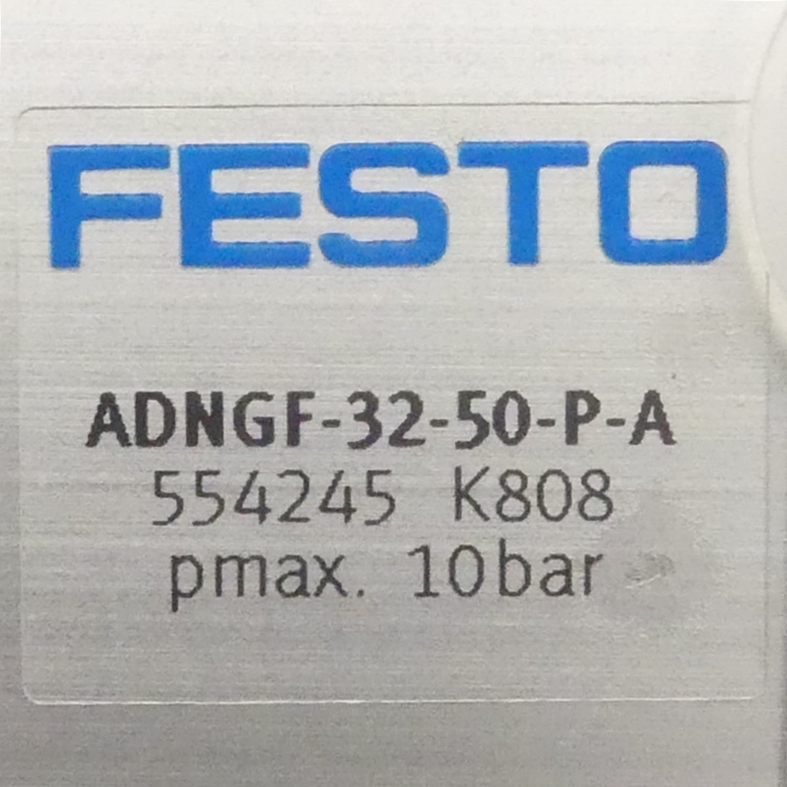 FESTO
ADNGF-32-50-P-A
554245 K808
pmax. 10bar